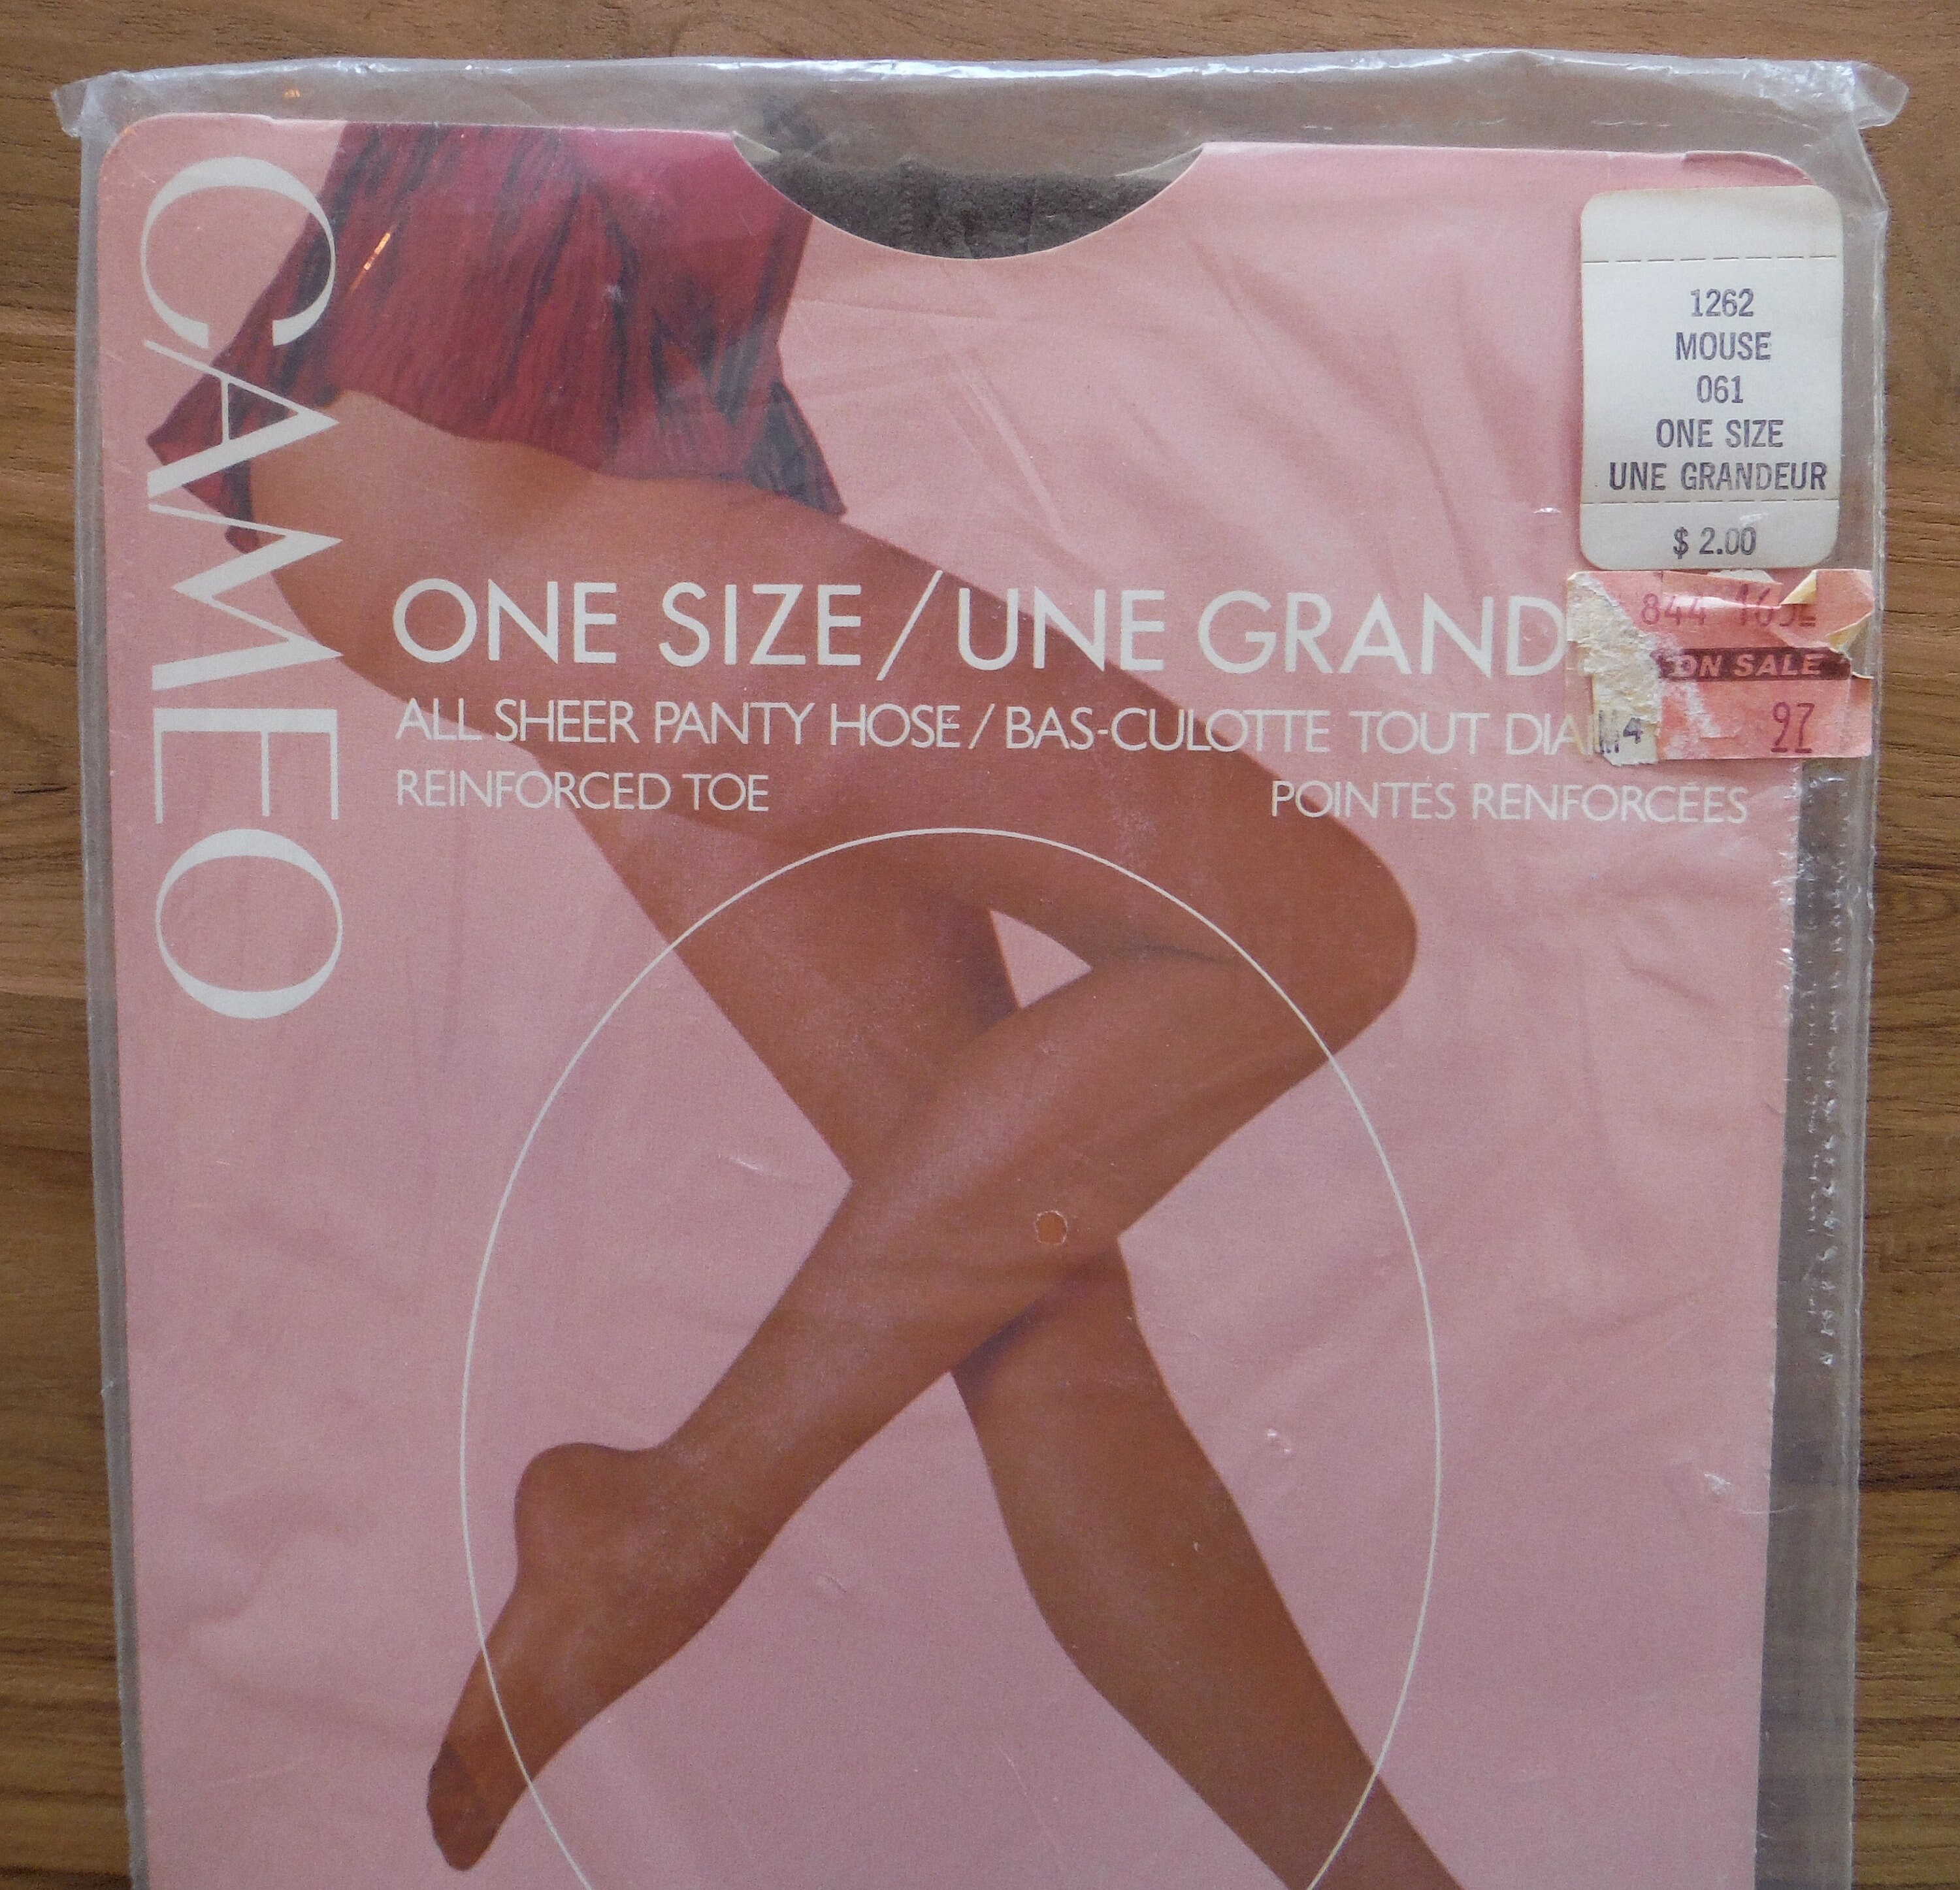 CAMEO
1262
MOUSE
061
ONE SIZE
UNE GRANDEUR
$ 2.00
ONE SIZE / UNE GRAND
844
ON SALE
97
ALL SHEER PANTY HOSE / BAS-CULOTTE TOUT DIA
REINFORCED TOE
POINTES RENFORCÉES